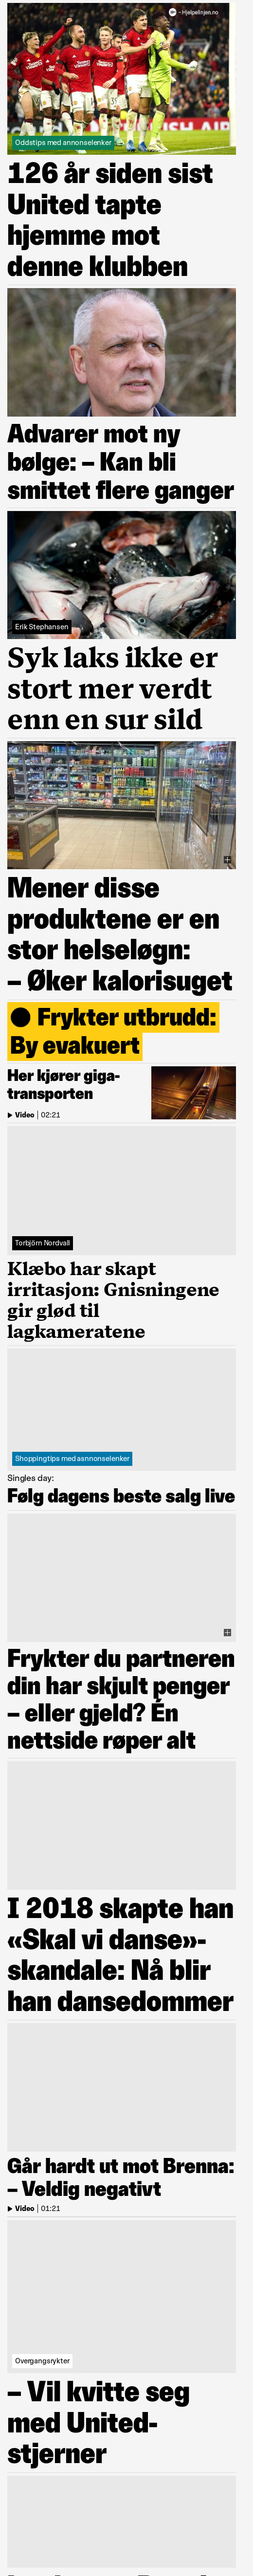 - Hjelpelinjen.no
Oddstips med annonselenker
126 år siden sist
United tapte
hjemme mot
denne klubben
Advarer mot ny
bølge: – Kan bli
smittet flere ganger
Erik Stephansen
Syk laks ikke er
stort mer verdt
enn en sur sild
Mener disse
produktene er en
stor helseløgn:
– Øker kalorisuget
Frykter utbrudd:
By evakuert
Her kjører giga-
transporten
Video | 02:21
Torbjörn Nordvall
Klæbo har skapt
irritasjon: Gnisningene
gir glød til
lagkameratene
Shoppingtips med asnnonselenker
Singles day:
Følg dagens beste salg live
Frykter du partneren
din har skjult penger
– eller gjeld? Én
nettside røper alt
I 2018 skapte han
«Skal vi danse»-
skandale: Nå blir
han dansedommer
Går hardt ut mot Brenna:
– Veldig negativt
Video | 01:21
Overgangsrykter
– Vil kvitte seg
med United-
stjerner